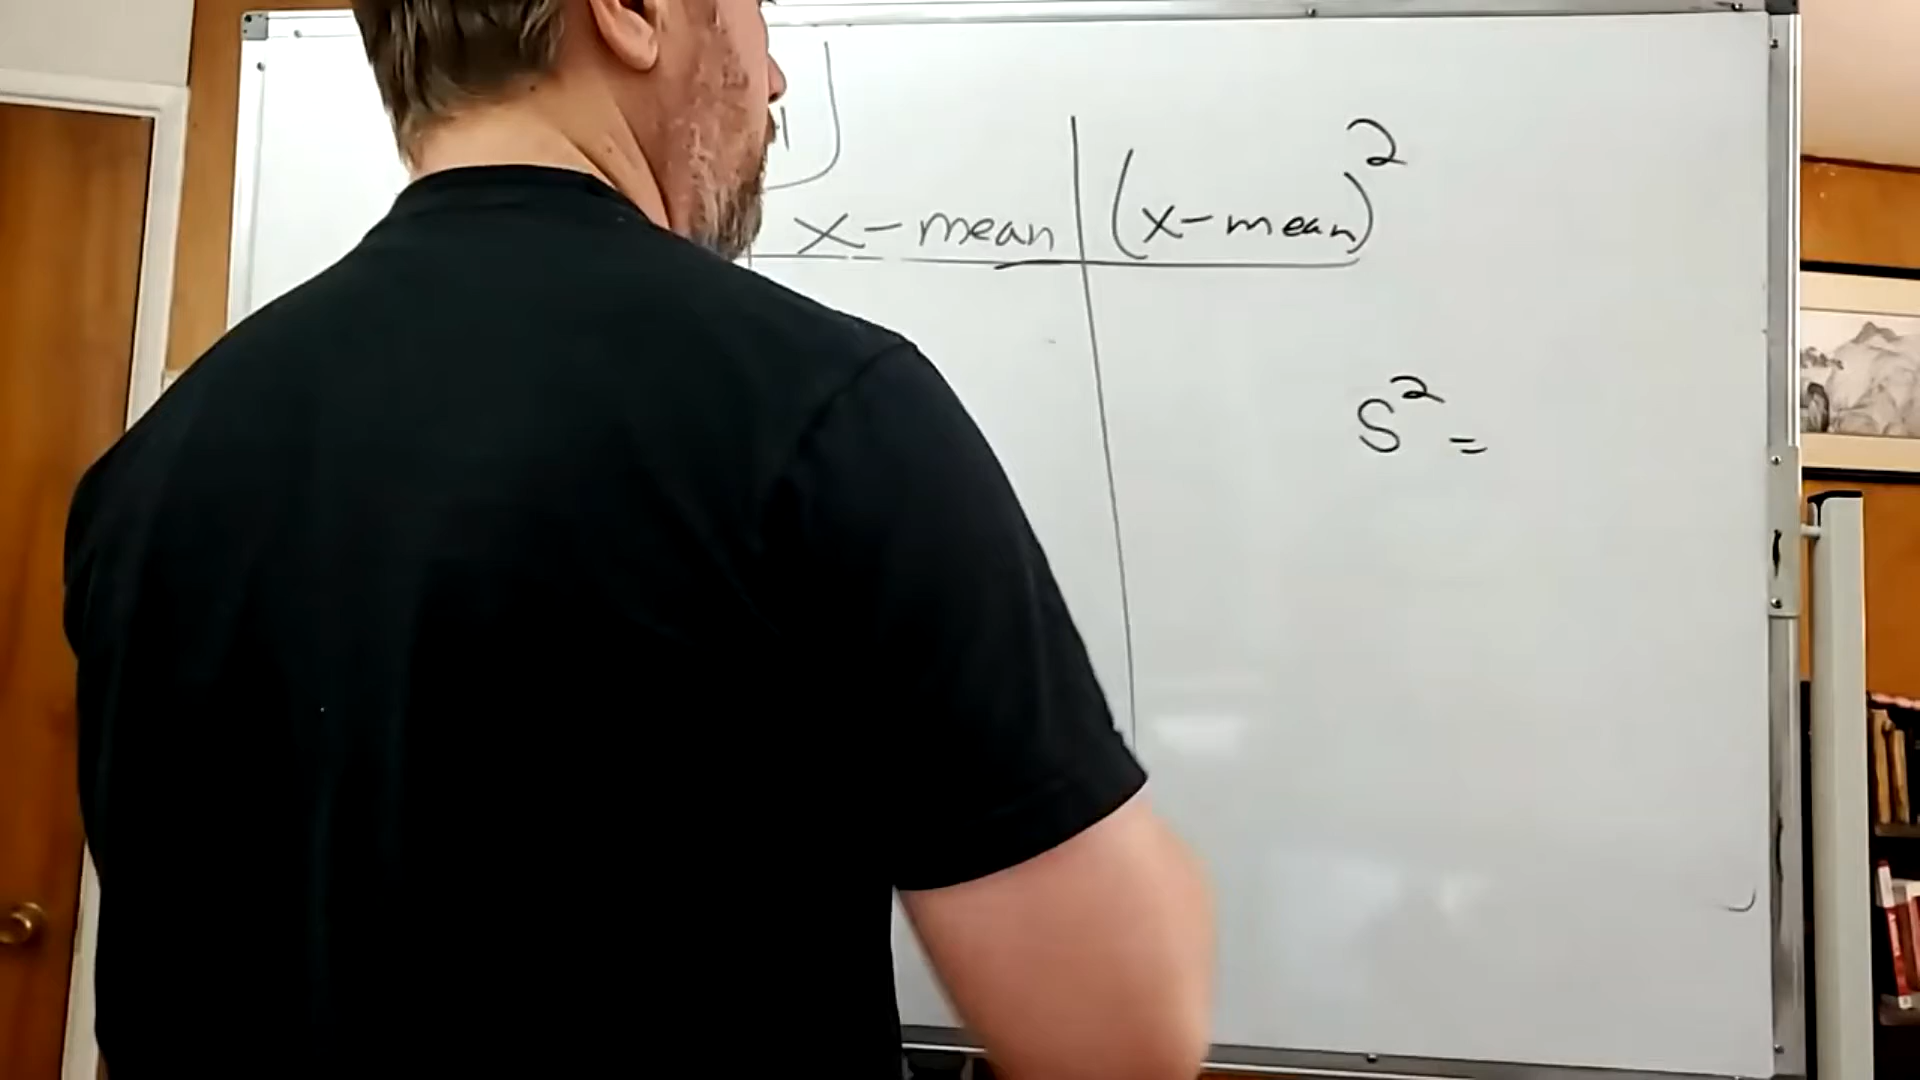 x - mean (x - mean)²
S² =